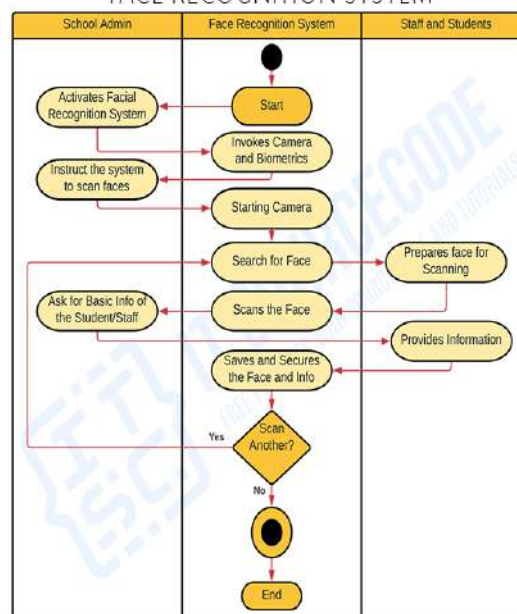 FACE RECOGNITION SYSTEM
School Admin
Face Recognition System
Staff and Students
Start
Activates Facial
Recognition System
Invokes Camera
and Biometrics
Instruct the system
to scan faces
Starting Camera
Search for Face
Prepares face for
Scanning
Scans the Face
Ask for Basic Info of
the Student/Staff
Provides Information
Saves and Secures
the Face and Info
Scan
Another?
Yes
No
End